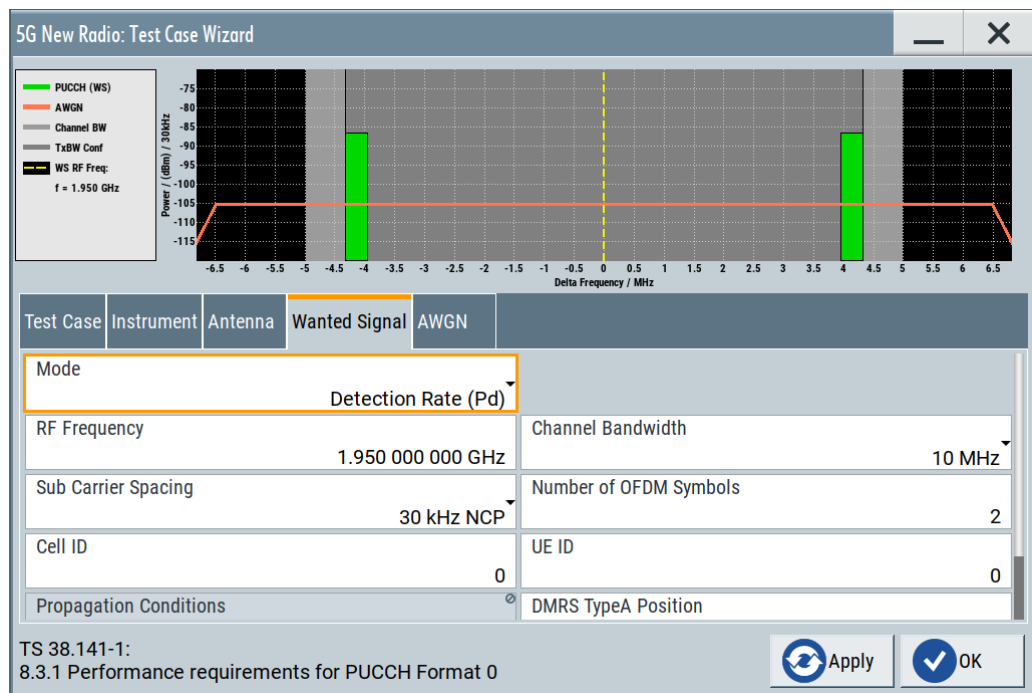 5G New Radio: Test Case Wizard
PUCCH (WS)
AWGN
Channel BW
TxBW Conf
WS RF Freq:
f = 1.950 GHz
Power / (dBm) / 30kHz
-75
-80
-85
-90
-95
-100
-105
-110
-115
-6.5 -6 -5.5 -5 -4.5 -4 -3.5 -3 -2.5 -2 -1.5 -1 -0.5 0 0.5 1 1.5 2 2.5 3 3.5 4 4.5 5 5.5 6 6.5
Delta Frequency / MHz
Test Case Instrument Antenna Wanted Signal AWGN
Mode
Detection Rate (Pd)
RF Frequency
1.950 000 000 GHz
Channel Bandwidth
10 MHz
Sub Carrier Spacing
30 kHz NCP
Number of OFDM Symbols
2
Cell ID
0
UE ID
0
Propagation Conditions
DMRS TypeA Position
TS 38.141-1:
8.3.1 Performance requirements for PUCCH Format 0
Apply
OK